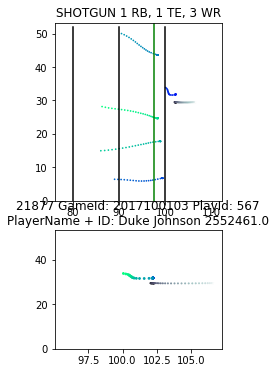 SHOTGUN 1 RB, 1 TE, 3 WR
50
40
30
20
10
0
80 90 100 110
21877 GameId: 2017100103 PlayId: 567
PlayerName + ID: Duke Johnson 2552461.0
40
20
0
97.5 100.0 102.5 105.0